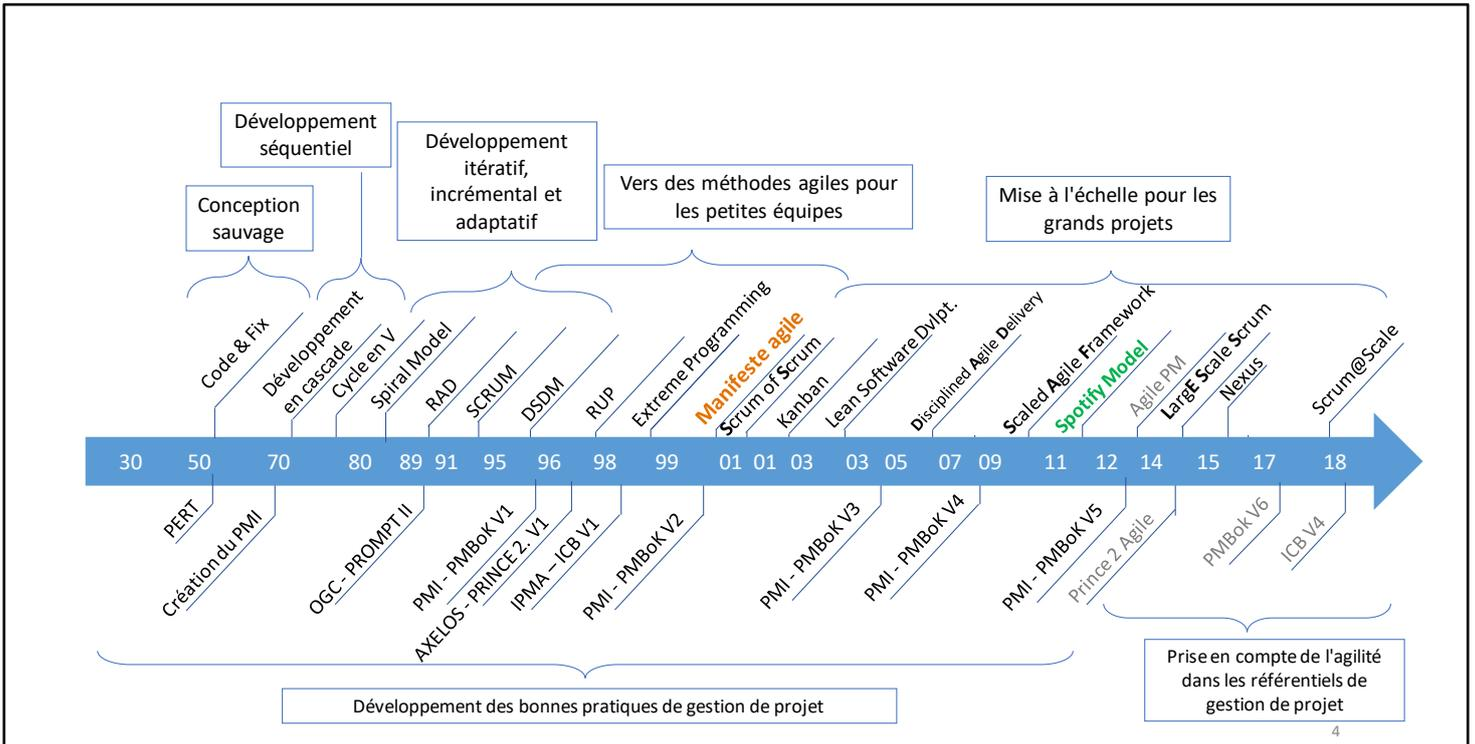 Développement
séquentiel
Développement
itératif,
incrémental et
adaptatif
Vers des méthodes agiles pour
les petites équipes
Mise à l'échelle pour les
grands projets
Conception
sauvage
Code & Fix
Développement
en cascade
Cycle en V
Spiral Model
RAD
SCRUM
DSDM
RUP
Extreme Programming
Manifeste agile
Scrum of Scrum
Kanban
Lean Software Dvlpt.
Disciplined Agile Delivery
Scaled Agile Framework
Spotify Model
Agile PM
LargE Scale Scrum
Nexus
Scrum@Scale
30 50 70 80 89 91 95 96 98 99 01 01 03 03 05 07 09 11 12 14 15 17 18
PERT
Création du PMI
OGC - PROMPT II
PMI - PMBoK V1
AXELOS - PRINCE 2. V1
IPMA – ICB V1
PMI - PMBoK V2
PMI - PMBoK V3
PMI - PMBoK V4
PMI - PMBoK V5
Prince 2 Agile
PMBok V6
ICB V4
Développement des bonnes pratiques de gestion de projet
Prise en compte de l'agilité
dans les référentiels de
gestion de projet
4